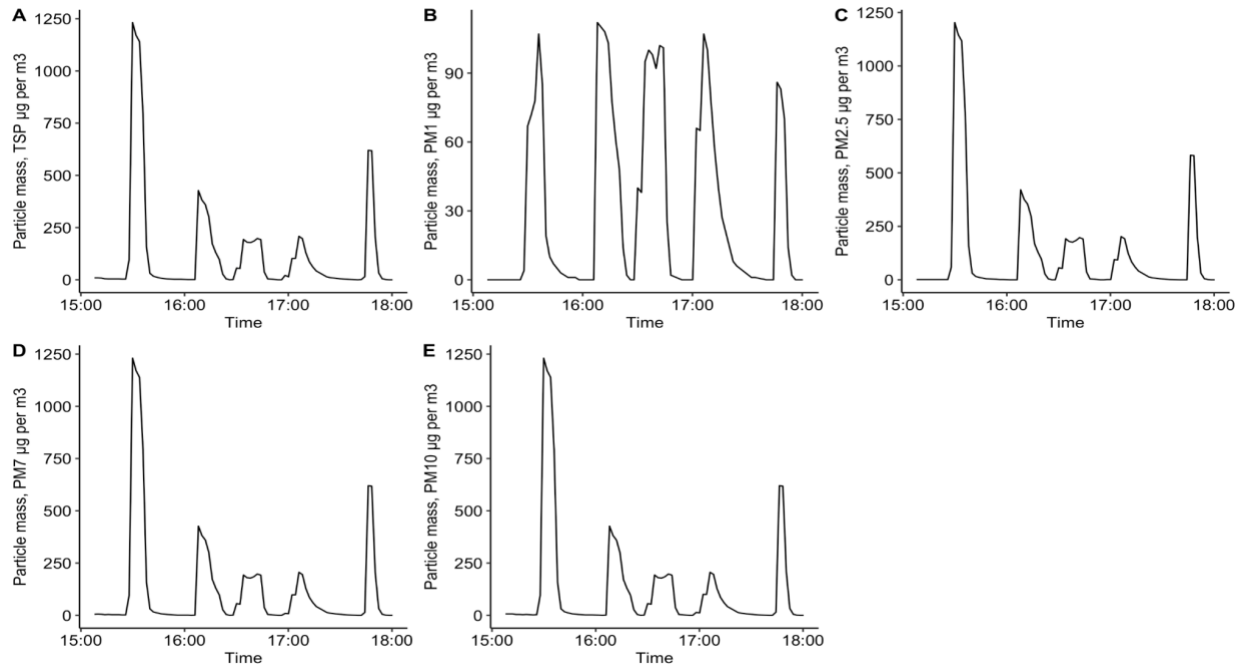 A
Particle mass, TSP µg per m3
1250
1000
750
500
250
0
15:00 16:00 17:00 18:00
Time
B
Particle mass, PM1 µg per m3
90
60
30
0
15:00 16:00 17:00 18:00
Time
C
Particle mass, PM2.5 µg per m3
1250
1000
750
500
250
0
15:00 16:00 17:00 18:00
Time
D
Particle mass, PM7 µg per m3
1250
1000
750
500
250
0
15:00 16:00 17:00 18:00
Time
E
Particle mass, PM10 µg per m3
1250
1000
750
500
250
0
15:00 16:00 17:00 18:00
Time